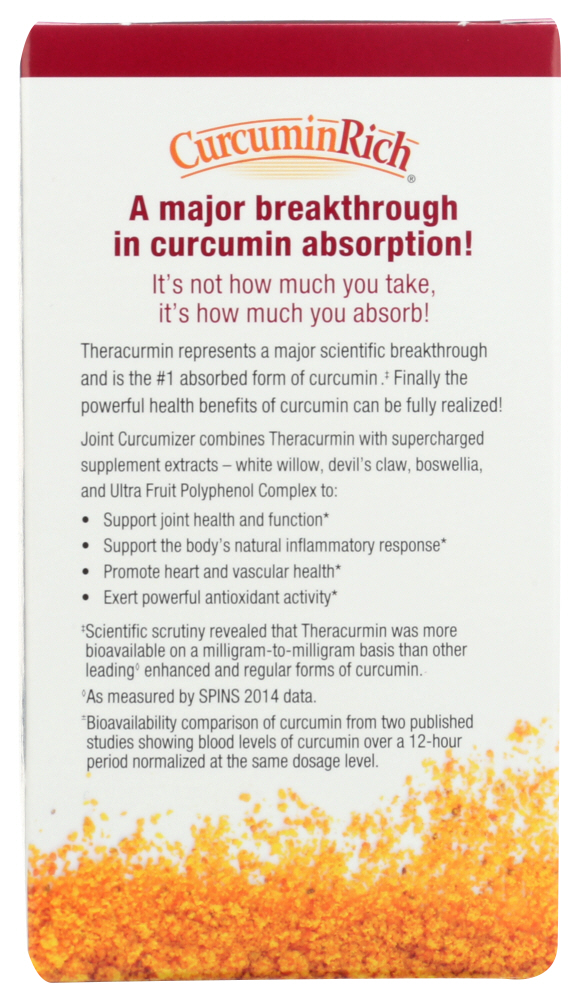 CurcuminRich®
A major breakthrough
in curcumin absorption!
It's not how much you take,
it's how much you absorb!
Theracurmin represents a major scientific breakthrough
and is the #1 absorbed form of curcumin.‡ Finally the
powerful health benefits of curcumin can be fully realized!
Joint Curcumizer combines Theracurmin with supercharged
supplement extracts – white willow, devil's claw, boswellia,
and Ultra Fruit Polyphenol Complex to:
• Support joint health and function*
• Support the body's natural inflammatory response*
• Promote heart and vascular health*
• Exert powerful antioxidant activity*
‡Scientific scrutiny revealed that Theracurmin was more
bioavailable on a milligram-to-milligram basis than other
leading◊ enhanced and regular forms of curcumin.
◊As measured by SPINS 2014 data.
⁼Bioavailability comparison of curcumin from two published
studies showing blood levels of curcumin over a 12-hour
period normalized at the same dosage level.